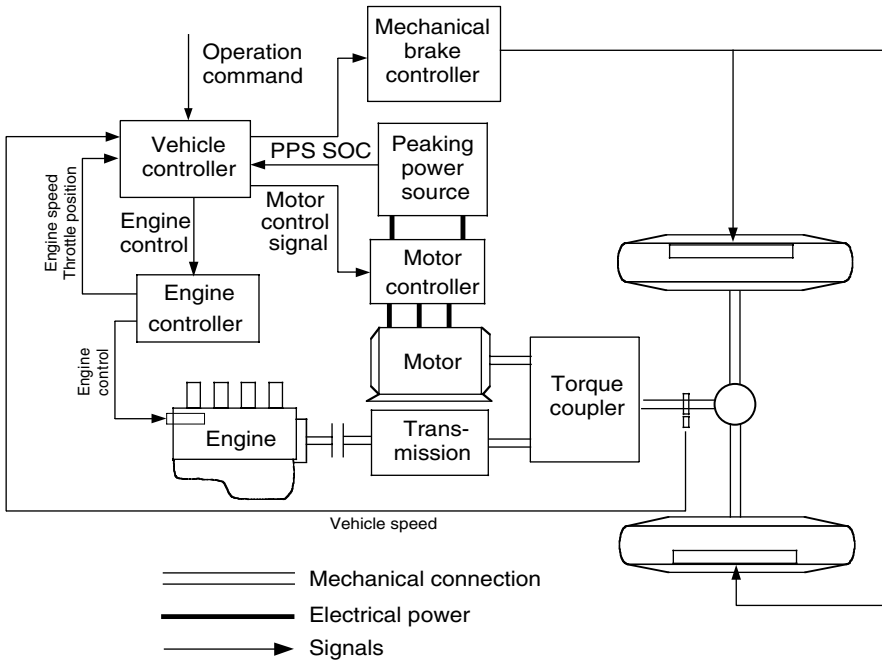 Operation
command
Mechanical
brake
controller
Vehicle
controller
PPS SOC
Peaking
power
source
Engine speed
Throttle position
Engine
control
Motor
control
signal
Motor
controller
Engine
controller
Engine
control
Motor
Torque
coupler
Engine
Trans-
mission
Vehicle speed
Mechanical connection
Electrical power
Signals